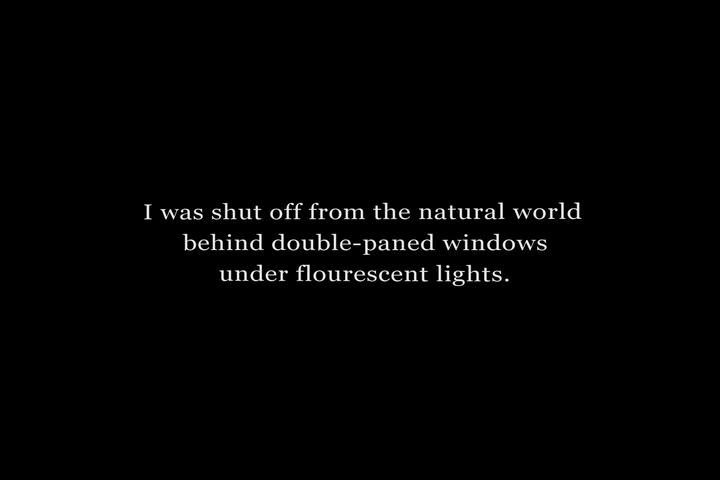 I was shut off from the natural world
behind double-paned windows
under flourescent lights.